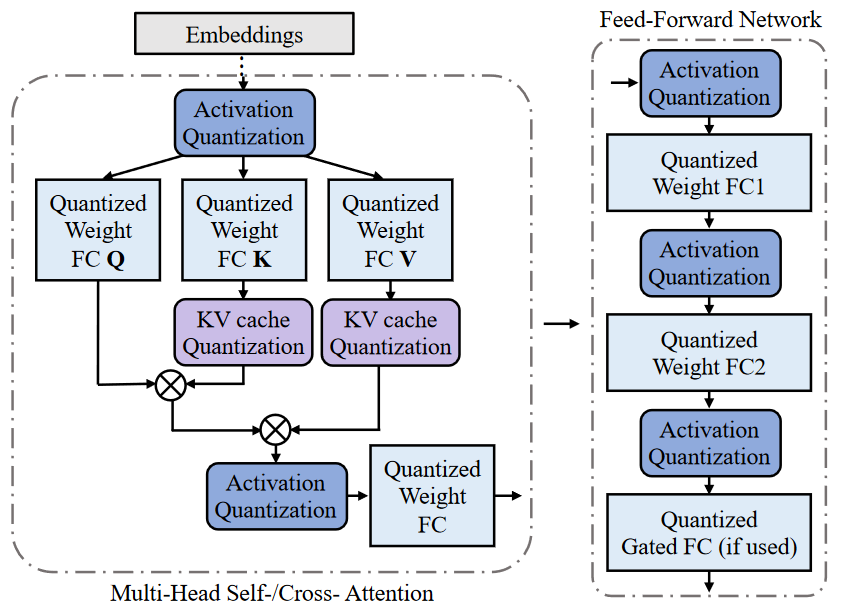 Embeddings
Activation
Quantization
Quantized
Weight
FC Q
Quantized
Weight
FC K
Quantized
Weight
FC V
KV cache
Quantization
KV cache
Quantization
Activation
Quantization
Quantized
Weight
FC
Multi-Head Self-/Cross- Attention
Feed-Forward Network
Activation
Quantization
Quantized
Weight FC1
Activation
Quantization
Quantized
Weight FC2
Activation
Quantization
Quantized
Gated FC (if used)